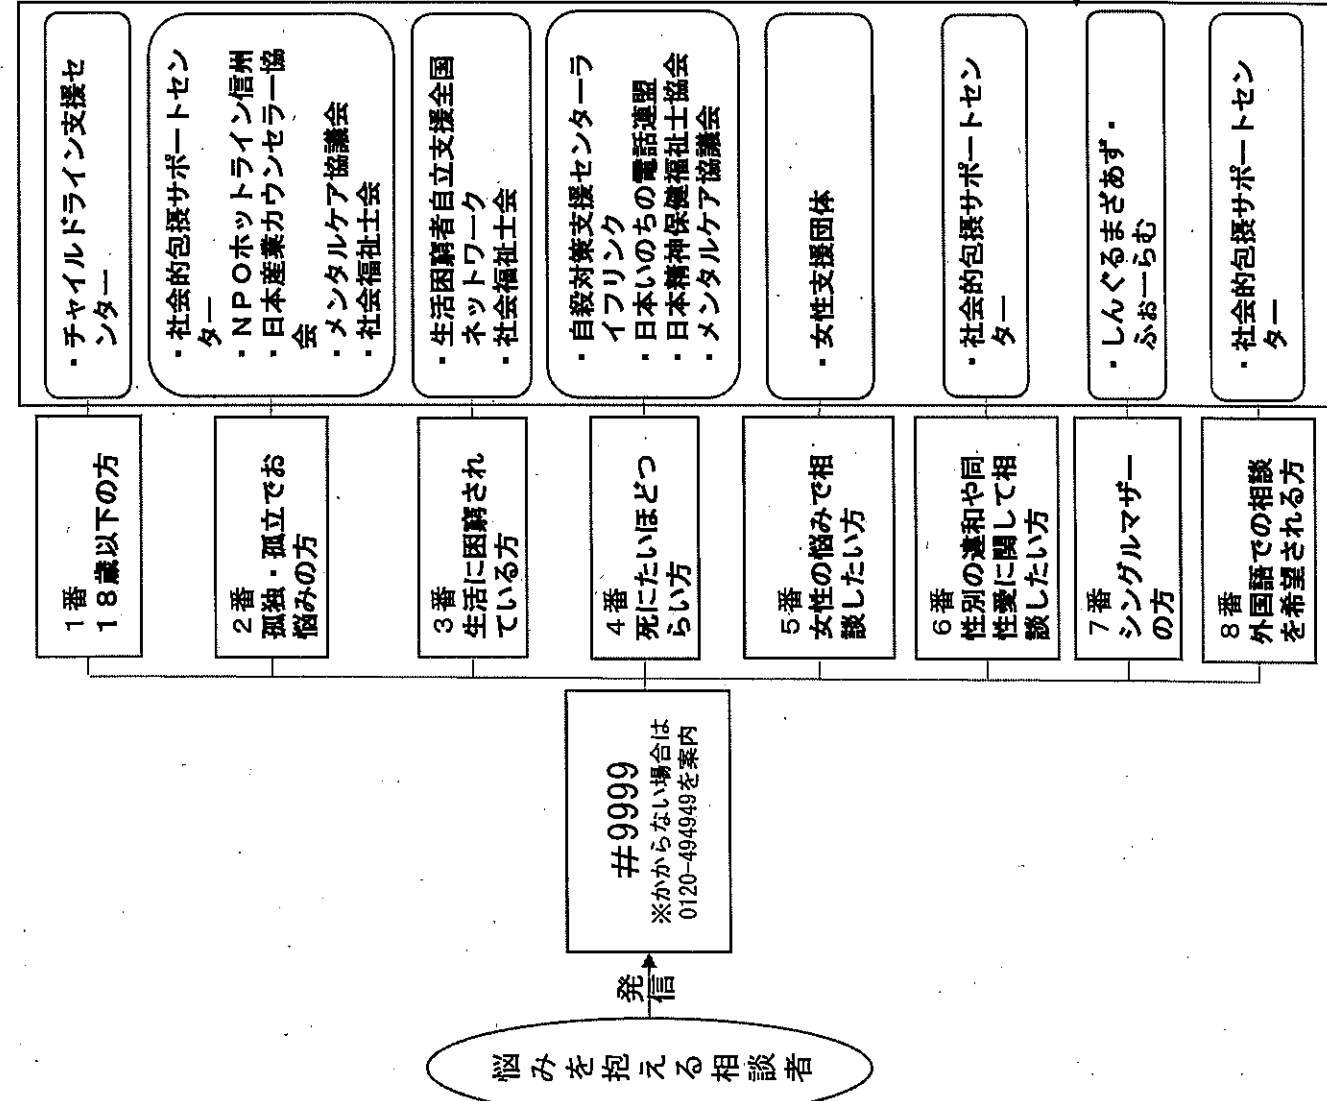 悩みを抱える相談者
発信
#9999
※かからない場合は
0120-494949を案内
1番
18歳以下の方
・チャイルドライン支援セ
ンター
2番
孤独・孤立でお
悩みの方
・社会的包摂サポートセン
ター
・NPOホットライン信州
・日本産業カウンセラー協
会
・メンタルケア協議会
・社会福祉士会
3番
生活に困窮され
ている方
・生活困窮者自立支援全国
ネットワーク
・社会福祉士会
4番
死にたいほどつ
らい方
・自殺対策支援センターラ
イフリンク
・日本いのちの電話連盟
・日本精神保健福祉士協会
・メンタルケア協議会
5番
女性の悩みで相
談したい方
・女性支援団体
6番
性別の違和や同
性愛に関して相
談したい方
・社会的包摂サポートセン
ター
7番
シングルマザー
の方
・しんぐるまざあず・
ふぉーらむ
8番
外国語での相談
を希望される方
・社会的包摂サポートセン
ター